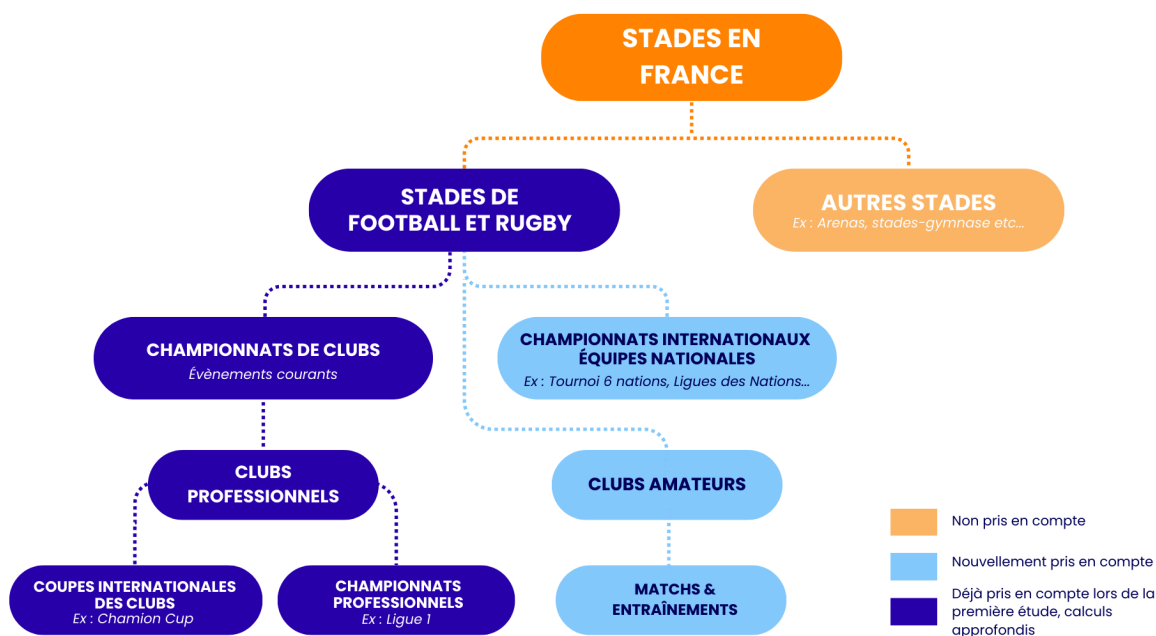 STADES EN
FRANCE
STADES DE
FOOTBALL ET RUGBY
AUTRES STADES
Ex : Arenas, stades-gymnase etc...
CHAMPIONNATS DE CLUBS
Évènements courants
CHAMPIONNATS INTERNATIONAUX
ÉQUIPES NATIONALES
Ex : Tournoi 6 nations, Ligues des Nations...
CLUBS
PROFESSIONNELS
CLUBS AMATEURS
COUPES INTERNATIONALES
DES CLUBS
Ex : Chamion Cup
CHAMPIONNATS
PROFESSIONNELS
Ex : Ligue 1
MATCHS &
ENTRAÎNEMENTS
Non pris en compte
Nouvellement pris en compte
Déjà pris en compte lors de la
première étude, calculs
approfondis